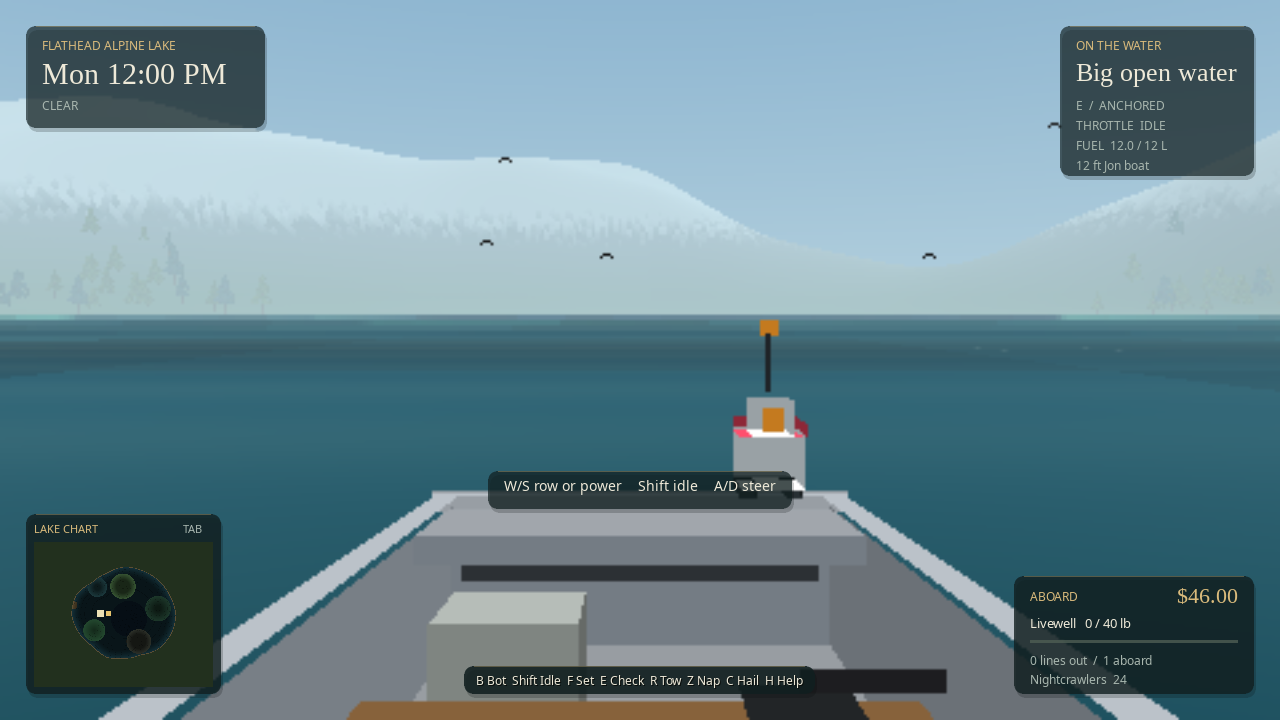 FLATHEAD ALPINE LAKE
Mon 12:00 PM
CLEAR
ON THE WATER
Big open water
E / ANCHORED
THROTTLE IDLE
FUEL 12.0 / 12 L
12 ft Jon boat
W/S row or power Shift idle A/D steer
LAKE CHART TAB
ABOARD $46.00
Livewell 0 / 40 lb
0 lines out / 1 aboard
Nightcrawlers 24
B Bot Shift Idle F Set E Check R Tow Z Nap C Hail H Help